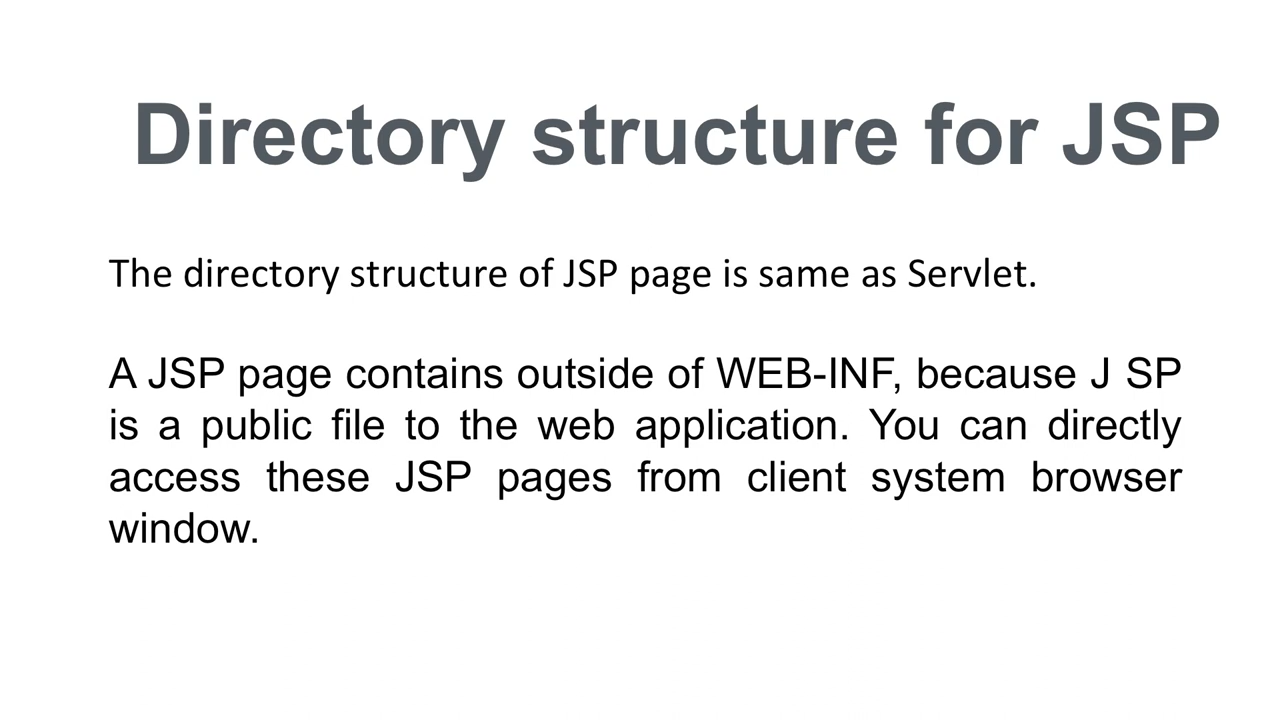 Directory structure for JSP
The directory structure of JSP page is same as Servlet.
A JSP page contains outside of WEB-INF, because J SP
is a public file to the web application. You can directly
access these JSP pages from client system browser
window.